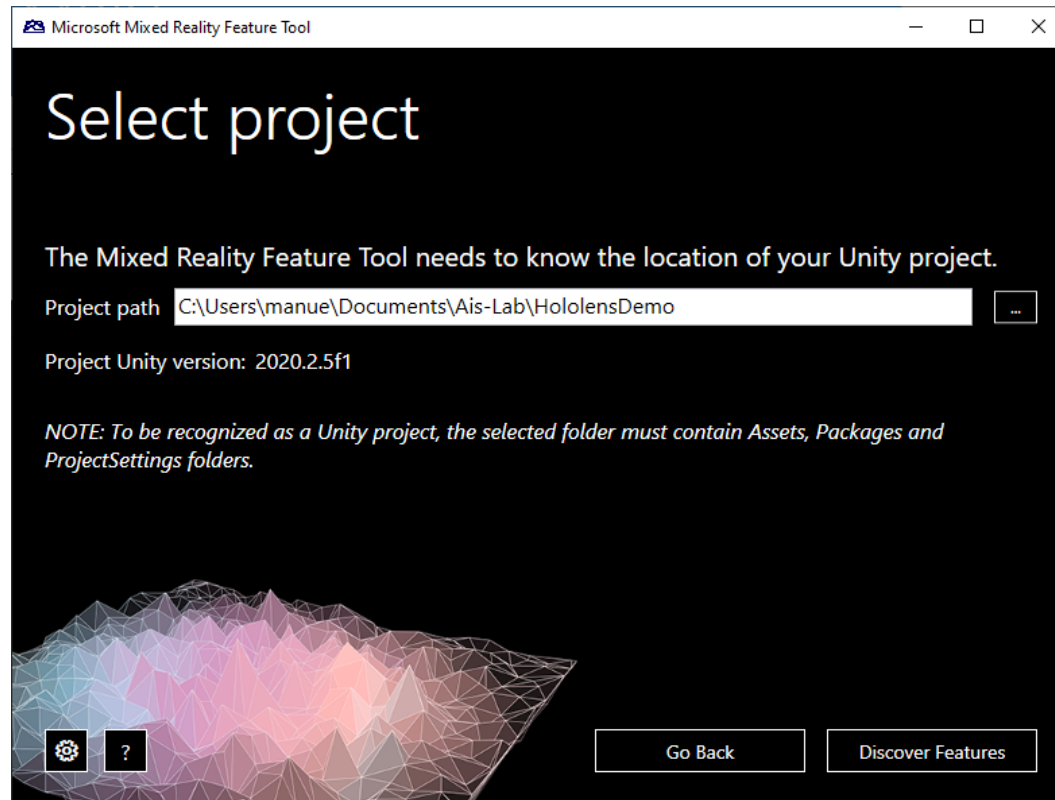 Microsoft Mixed Reality Feature Tool
Select project
The Mixed Reality Feature Tool needs to know the location of your Unity project.
Project path C:\Users\manue\Documents\Ais-Lab\HololensDemo ...
Project Unity version: 2020.2.5f1
NOTE: To be recognized as a Unity project, the selected folder must contain Assets, Packages and
ProjectSettings folders.
? Go Back Discover Features